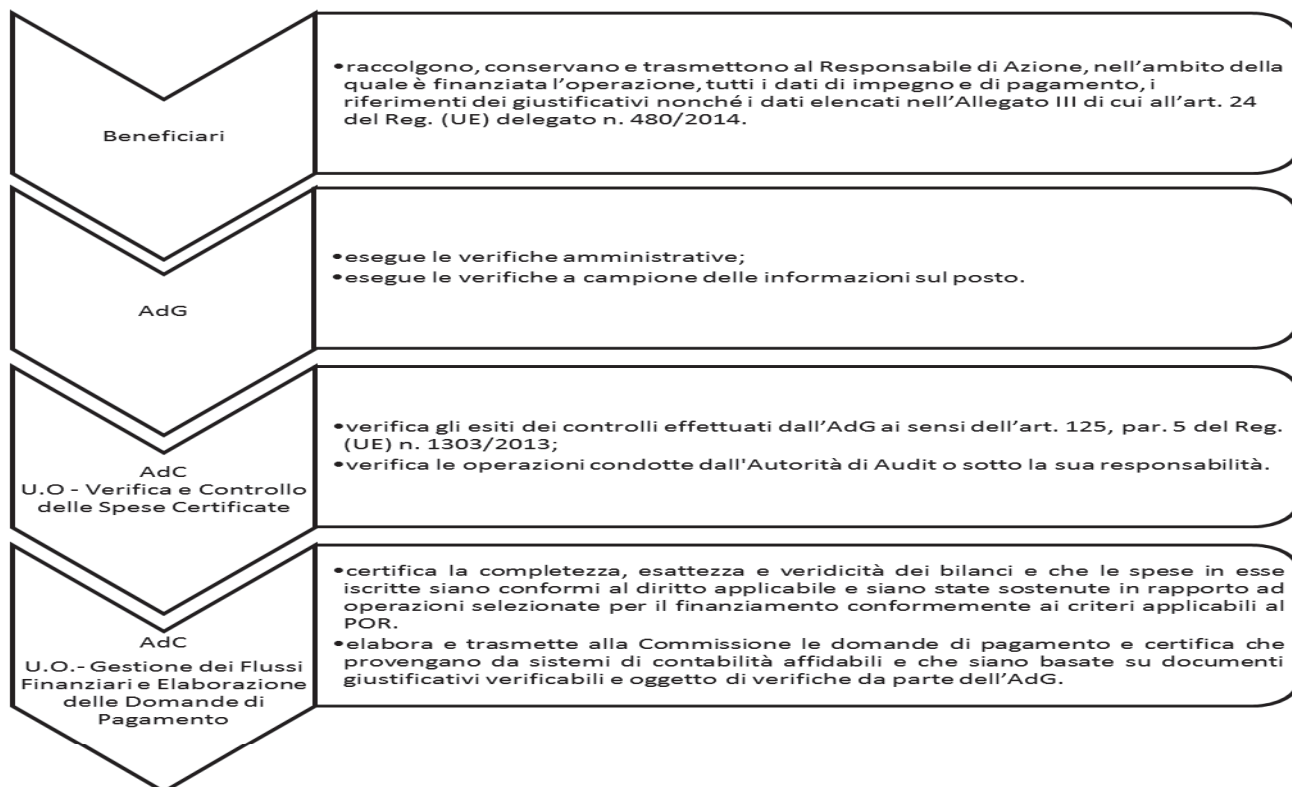 Beneficiari
•raccolgono, conservano e trasmettono al Responsabile di Azione, nell'ambito della
quale è finanziata l'operazione, tutti i dati di impegno e di pagamento, i
riferimenti dei giustificativi nonché i dati elencati nell'Allegato III di cui all'art. 24
del Reg. (UE) delegato n. 480/2014.
AdG
•esegue le verifiche amministrative;
•esegue le verifiche a campione delle informazioni sul posto.
AdC
U.O - Verifica e Controllo
delle Spese Certificate
•verifica gli esiti dei controlli effettuati dall'AdG ai sensi dell'art. 125, par. 5 del Reg.
(UE) n. 1303/2013;
•verifica le operazioni condotte dall'Autorità di Audit o sotto la sua responsabilità.
AdC
U.O.- Gestione dei Flussi
Finanziari e Elaborazione
delle Domande di
Pagamento
•certifica la completezza, esattezza e veridicità dei bilanci e che le spese in esse
iscritte siano conformi al diritto applicabile e siano state sostenute in rapporto ad
operazioni selezionate per il finanziamento conformemente ai criteri applicabili al
POR.
•elabora e trasmette alla Commissione le domande di pagamento e certifica che
provengano da sistemi di contabilità affidabili e che siano basate su documenti
giustificativi verificabili e oggetto di verifiche da parte dell'AdG.